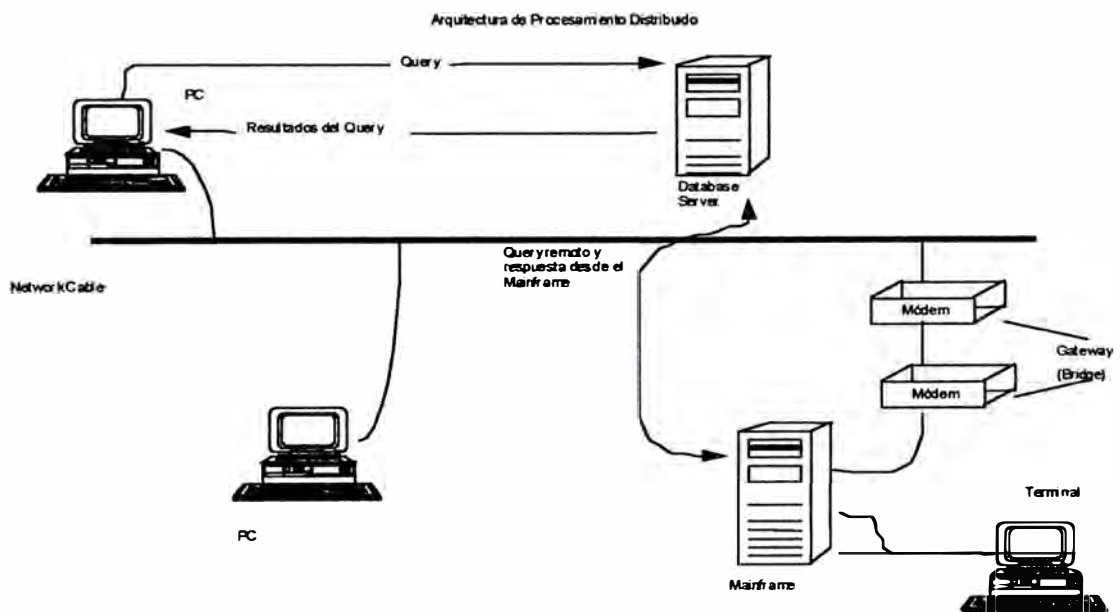 Arquitectura de Procesamiento Distribuido
Query
PC
Resultados del Query
Database
Server
Query remoto y
respuesta desde el
Mainframe
Network Cable
Módem
Gateway
(Bridge)
Módem
Terminal
PC
Mainframe